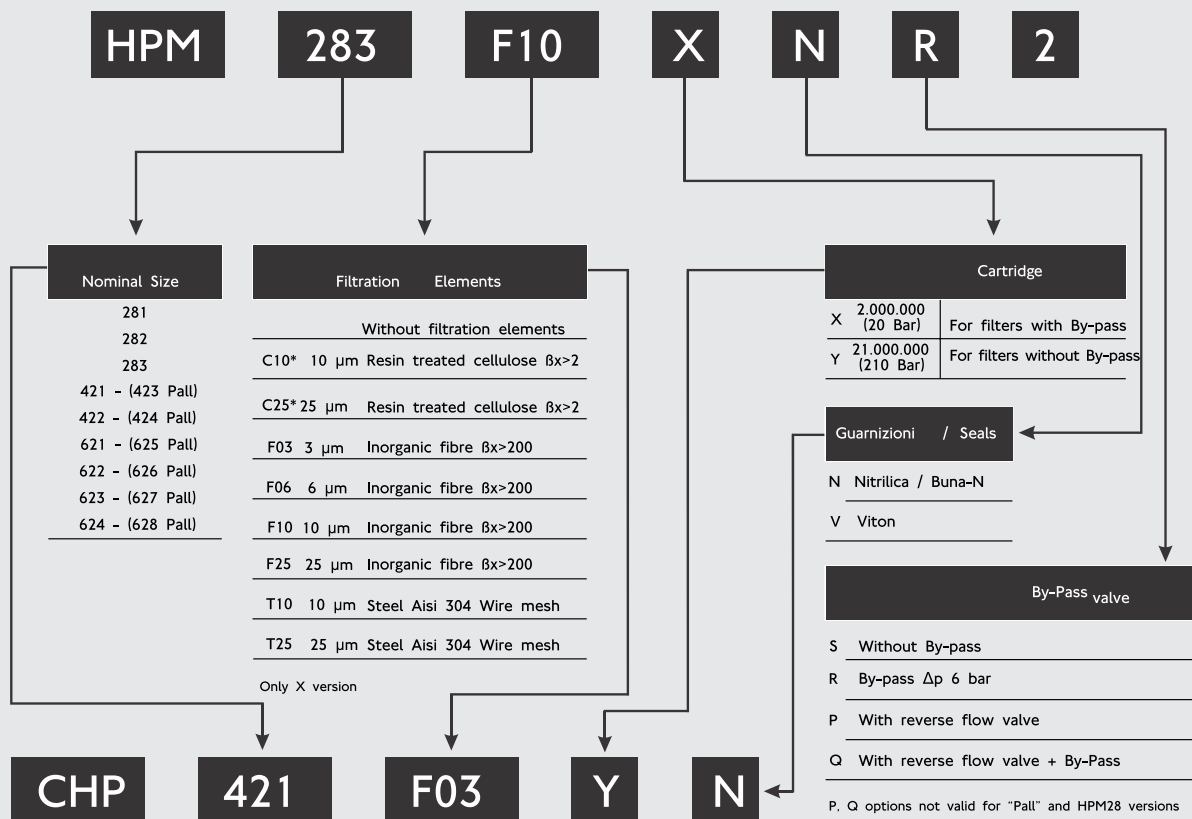 HPM 283 F10 X N R 2
Nominal Size
281
282
283
421 - (423 Pall)
422 - (424 Pall)
621 - (625 Pall)
622 - (626 Pall)
623 - (627 Pall)
624 - (628 Pall)
Filtration Elements
Without filtration elements
C10* 10 µm Resin treated cellulose ßx>2
C25* 25 µm Resin treated cellulose ßx>2
F03 3 µm Inorganic fibre ßx>200
F06 6 µm Inorganic fibre ßx>200
F10 10 µm Inorganic fibre ßx>200
F25 25 µm Inorganic fibre ßx>200
T10 10 µm Steel Aisi 304 Wire mesh
T25 25 µm Steel Aisi 304 Wire mesh
Only X version
Cartridge
X 2.000.000 (20 Bar) For filters with By-pass
Y 21.000.000 (210 Bar) For filters without By-pass
Guarnizioni / Seals
N Nitrilica / Buna-N
V Viton
By-Pass valve
S Without By-pass
R By-pass Δp 6 bar
P With reverse flow valve
Q With reverse flow valve + By-Pass
P, Q options not valid for "Pall" and HPM28 versions
CHP 421 F03 Y N